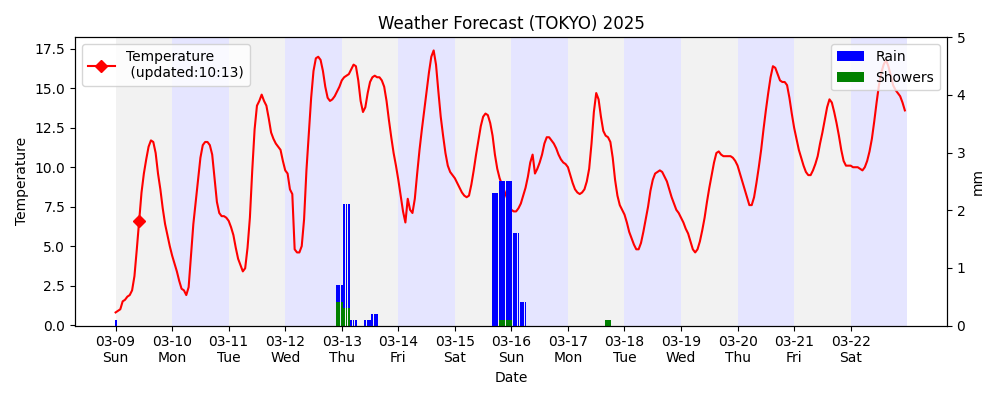 Weather Forecast (TOKYO) 2025
Temperature
(updated:10:13)
Rain
Showers
Temperature
17.5
15.0
12.5
10.0
7.5
5.0
2.5
0.0
5
4
3
2
1
0
mm
03-09 03-10 03-11 03-12 03-13 03-14 03-15 03-16 03-17 03-18 03-19 03-20 03-21 03-22
Sun Mon Tue Wed Thu Fri Sat Sun Mon Tue Wed Thu Fri Sat
Date